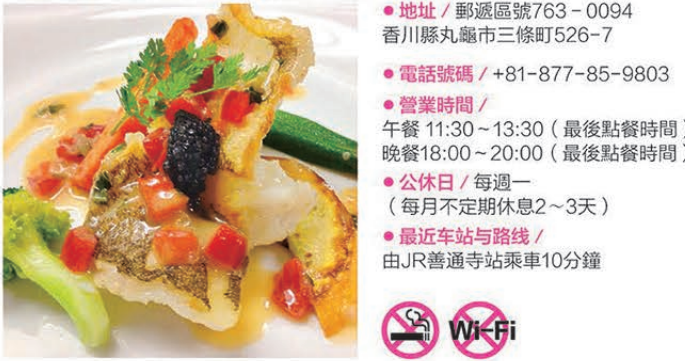 ● 地址 / 郵遞區號763－0094
香川縣丸龜市三條町526-7
● 電話號碼 / +81-877-85-9803
● 營業時間 /
午餐 11:30～13:30（最後點餐時間）
晚餐18:00～20:00（最後點餐時間）
● 公休日 / 每週一
（每月不定期休息2～3天）
● 最近车站与路线 /
由JR善通寺站乘車10分鐘
Wi-Fi